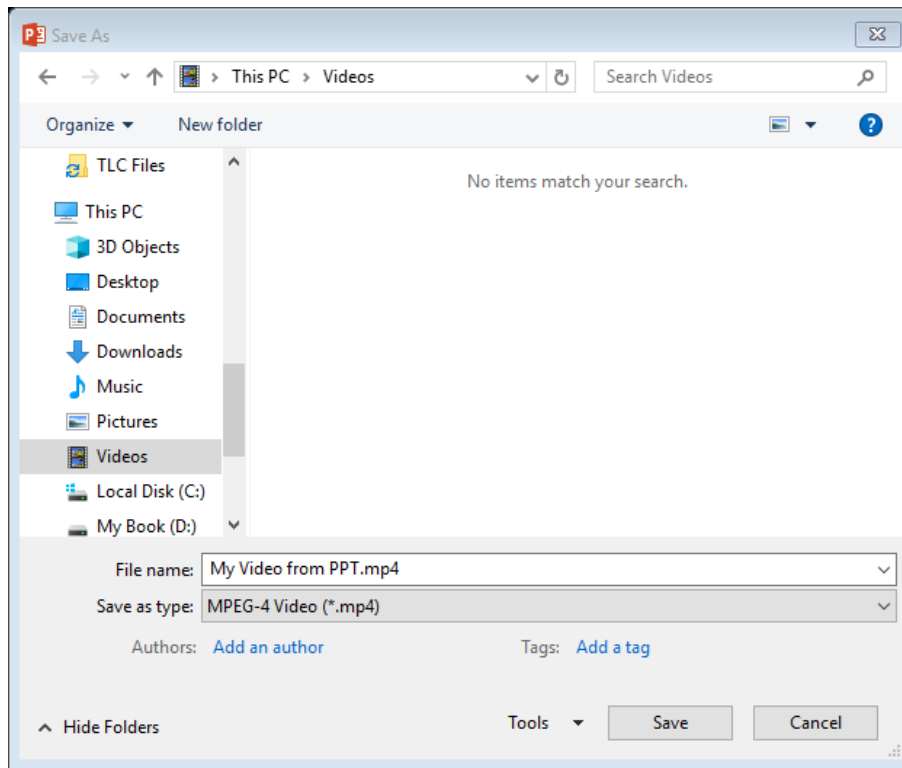 Save As
This PC > Videos
Search Videos
Organize
New folder
TLC Files
This PC
3D Objects
Desktop
Documents
Downloads
Music
Pictures
Videos
Local Disk (C:)
My Book (D:)
No items match your search.
File name: My Video from PPT.mp4
Save as type: MPEG-4 Video (*.mp4)
Authors: Add an author Tags: Add a tag
Hide Folders Tools Save Cancel